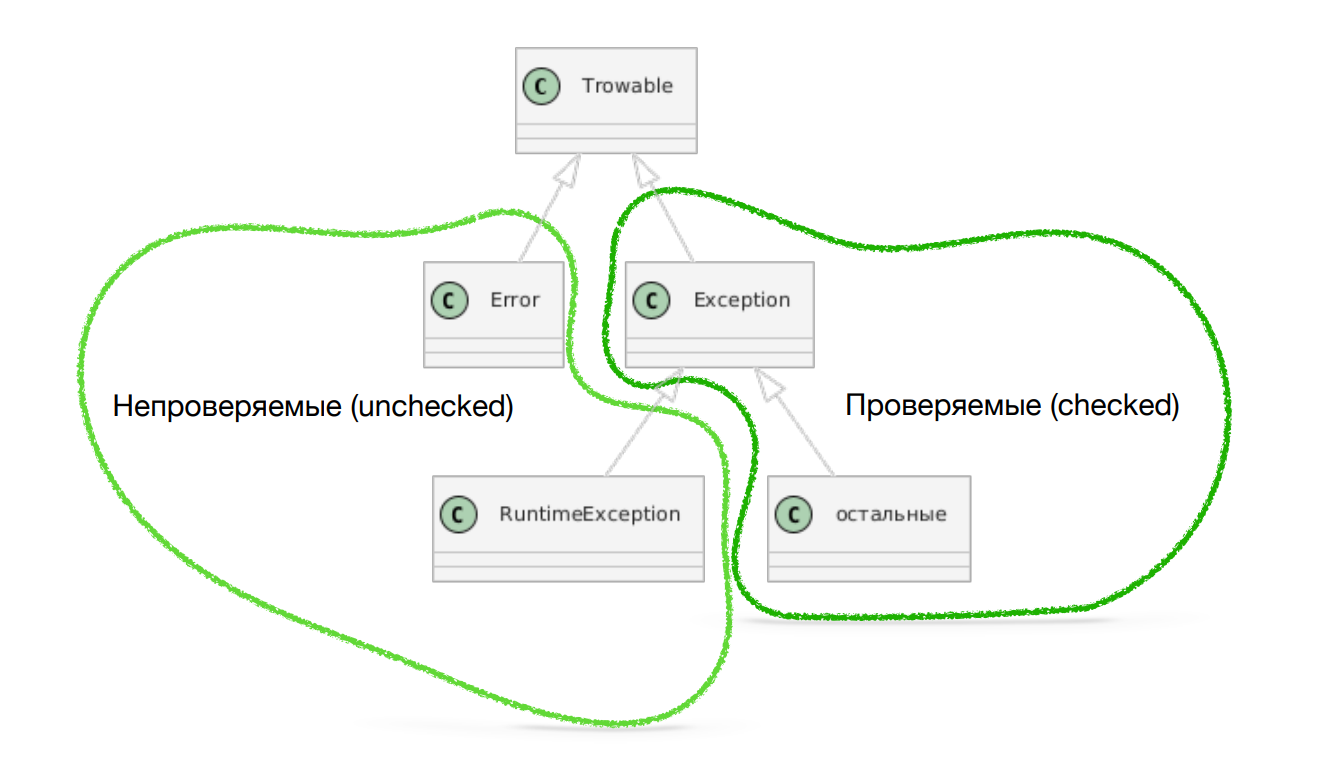 C Trowable
C Error
C Exception
Непроверяемые (unchecked)
Проверяемые (checked)
C RuntimeException
C остальные